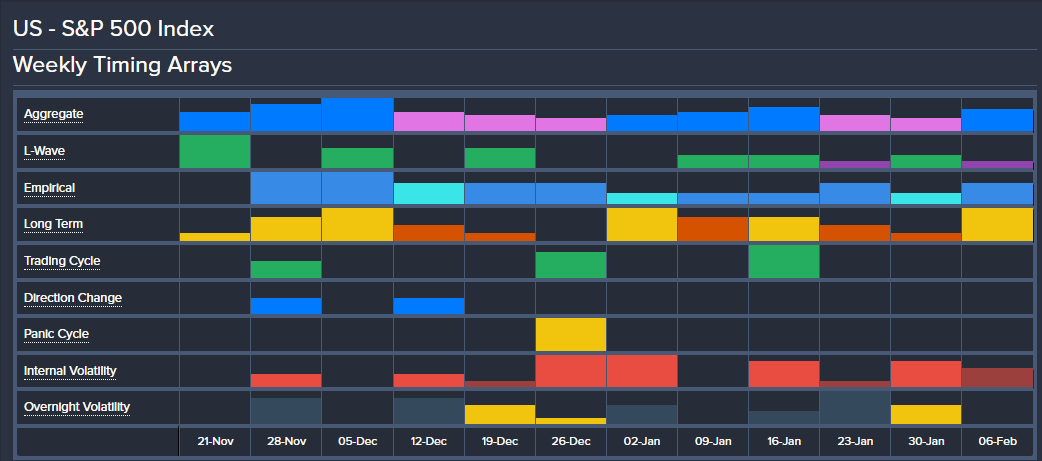 US - S&P 500 Index
Weekly Timing Arrays
Aggregate
L-Wave
Empirical
Long Term
Trading Cycle
Direction Change
Panic Cycle
Internal Volatility
Overnight Volatility
21-Nov 28-Nov 05-Dec 12-Dec 19-Dec 26-Dec 02-Jan 09-Jan 16-Jan 23-Jan 30-Jan 06-Feb